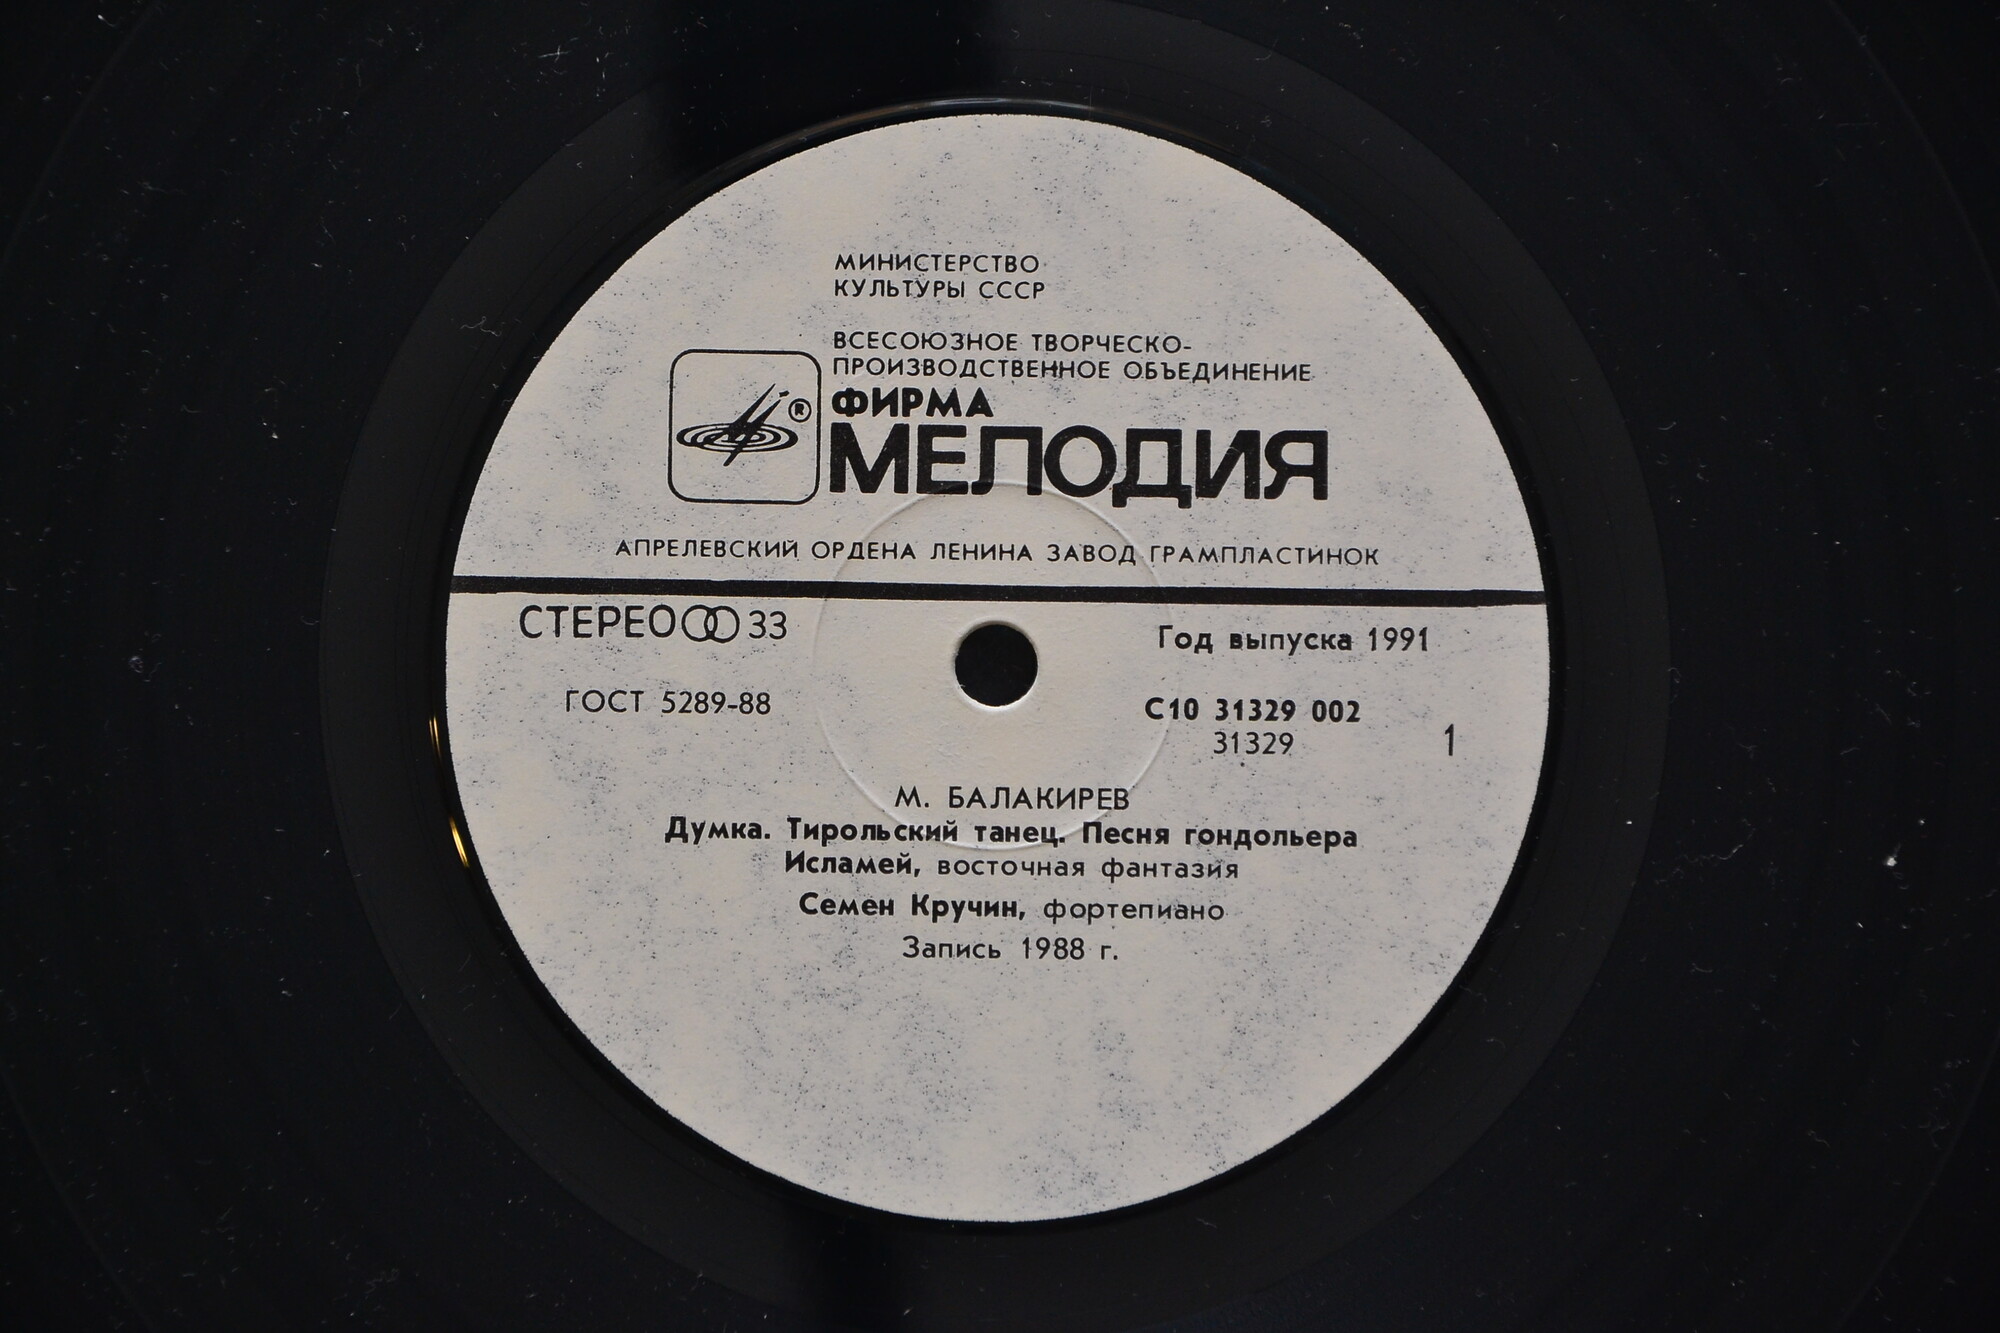 МИНИСТЕРСТВО
КУЛЬТУРЫ СССР
ВСЕСОЮЗНОЕ ТВОРЧЕСКО-
ПРОИЗВОДСТВЕННОЕ ОБЪЕДИНЕНИЕ
®
ФИРМА
МЕЛОДИЯ
АПРЕЛЕВСКИЙ ОРДЕНА ЛЕНИНА ЗАВОД ГРАМПЛАСТИНОК
СТЕРЕО 33
Год выпуска 1991
ГОСТ 5289-88
С10 31329 002
31329
1
М. БАЛАКИРЕВ
Думка. Тирольский танец. Песня гондольера
Исламей, восточная фантазия
Семен Кручин, фортепиано
Запись 1988 г.